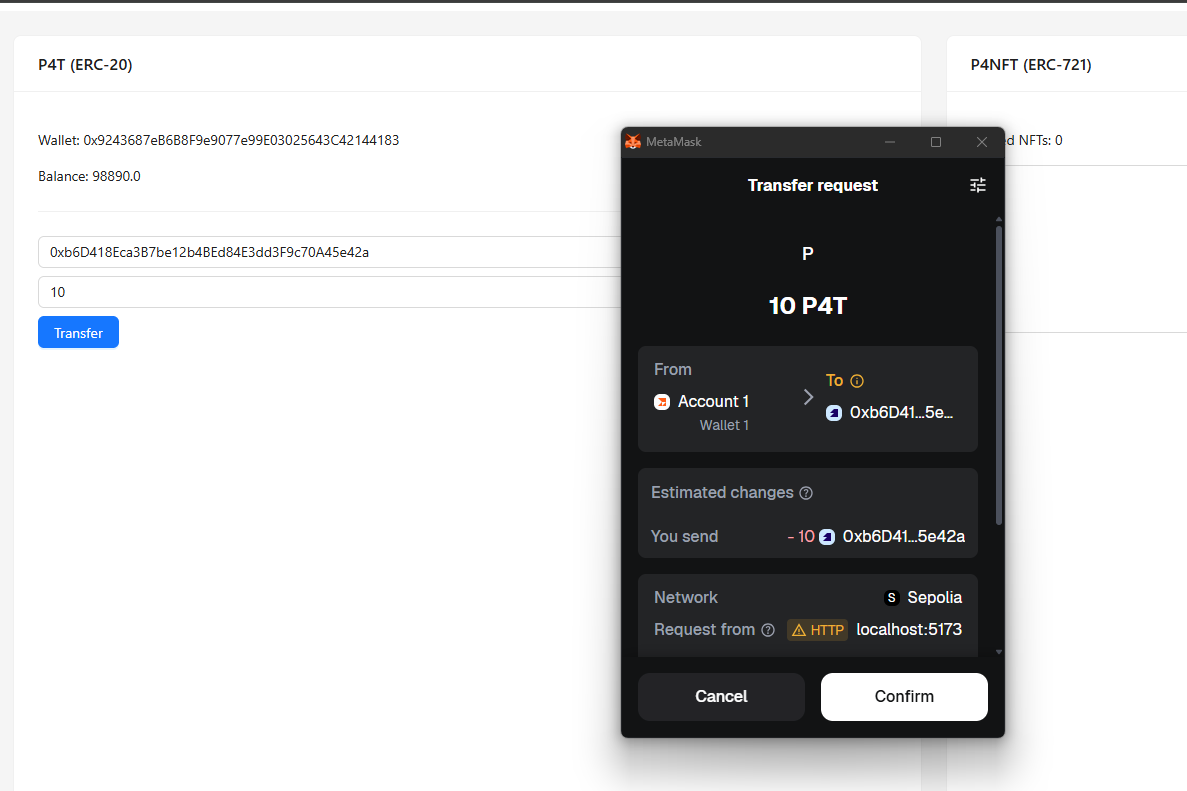 P4T (ERC-20)
Wallet: 0x9243687eB6B8F9e9077e99E03025643C42144183
Balance: 98890.0
0xb6D418Eca3B7be12b4BEd84E3dd3F9c70A45e42a
10
Transfer
P4NFT (ERC-721)
d NFTs: 0
MetaMask
Transfer request
P
10 P4T
From
Account 1
Wallet 1
To
0xb6D41...5e...
Estimated changes
You send
- 10 0xb6D41...5e42a
Network
S Sepolia
Request from
HTTP localhost:5173
Cancel
Confirm